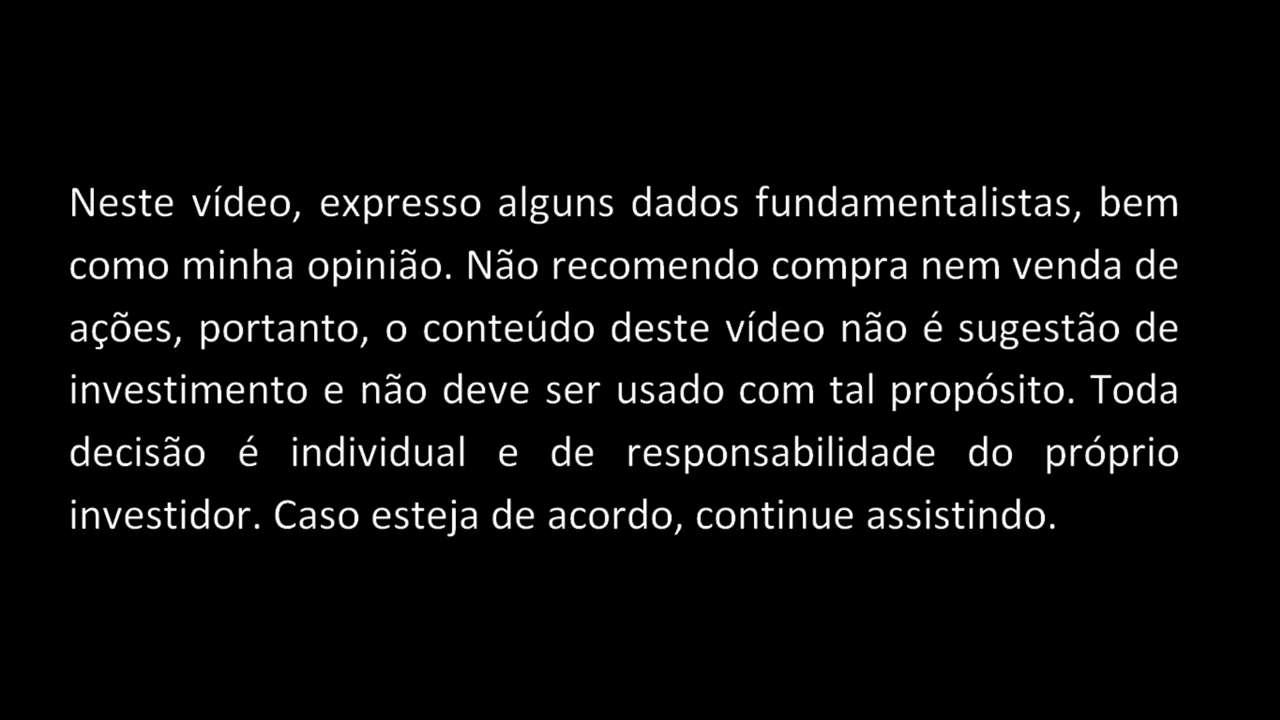 Neste vídeo, expresso alguns dados fundamentalistas, bem
como minha opinião. Não recomendo compra nem venda de
ações, portanto, o conteúdo deste vídeo não é sugestão de
investimento e não deve ser usado com tal propósito. Toda
decisão é individual e de responsabilidade do próprio
investidor. Caso esteja de acordo, continue assistindo.